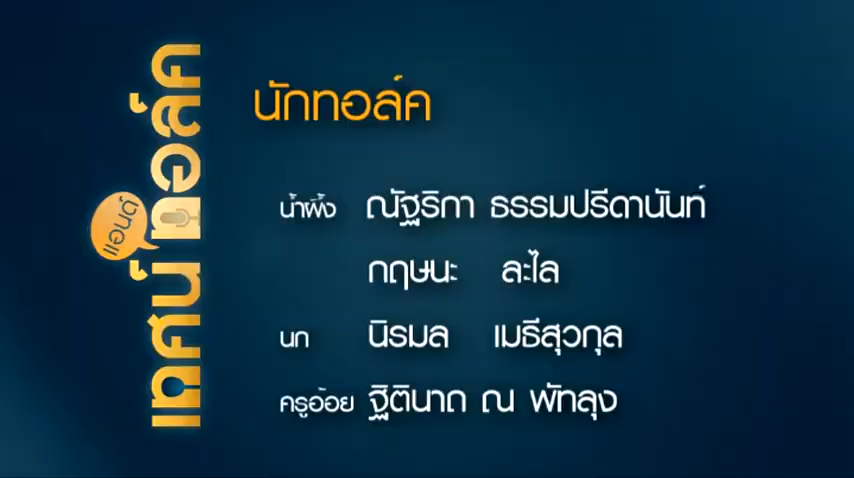 เทศน์ แอนด์ ทอล์ค
นักทอล์ค
น้ำผึ้ง ณัฐริกา ธรรมปรีดานันท์
กฤษนะ ละไล
นก นิรมล เมธีสุวกุล
ครูอ้อย ฐิตินาถ ณ พัทลุง